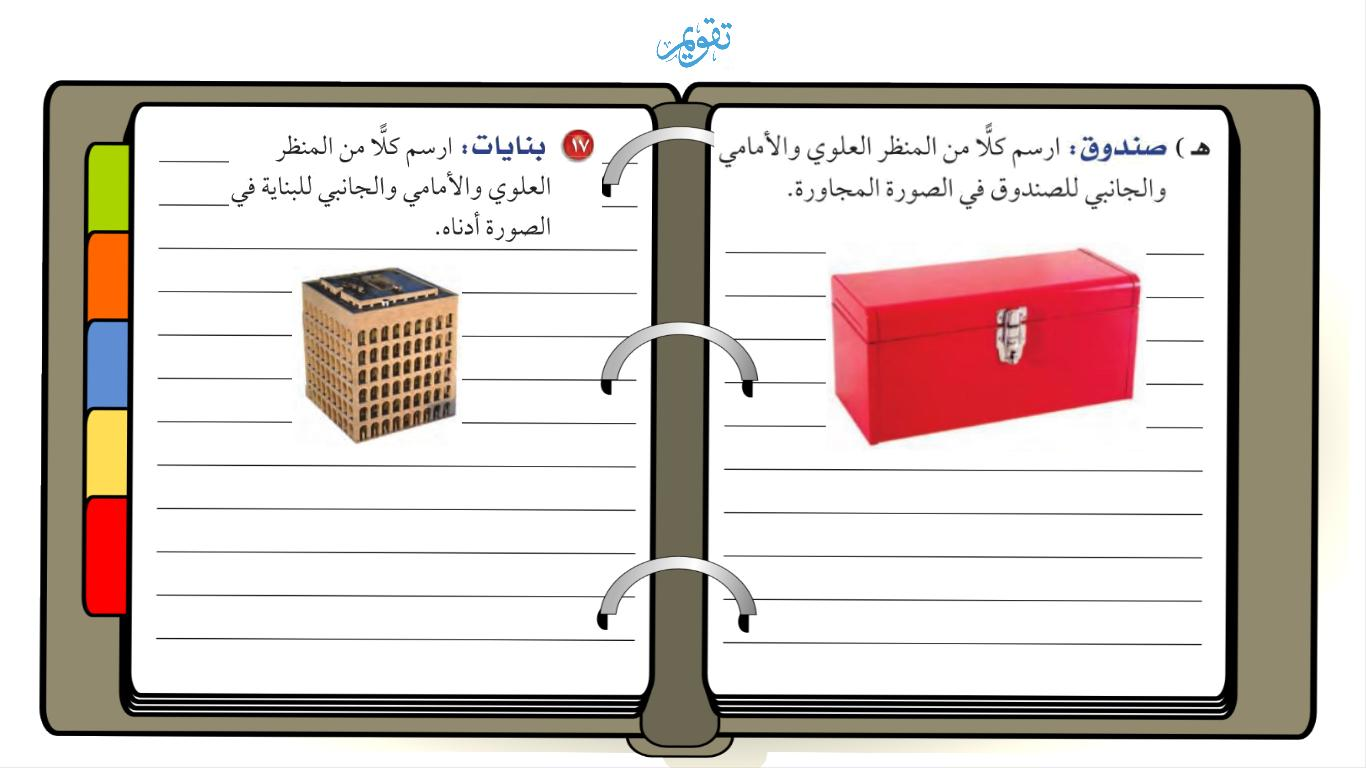 تقويم
هـ ) صندوق: ارسم كلًّا من المنظر العلوي والأمامي
والجانبي للصندوق في الصورة المجاورة.
١٧ بنايات: ارسم كلًّا من المنظر
العلوي والأمامي والجانبي للبناية في
الصورة أدناه.